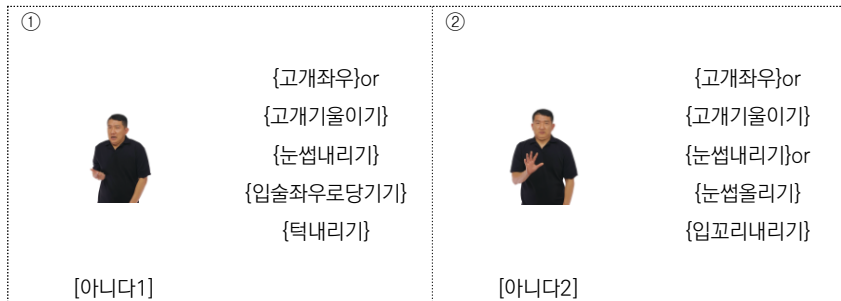 ①
{고개좌우}or
{고개기울이기}
{눈썹내리기}
{입술좌우로당기기}
{턱내리기}
[아니다1]
②
{고개좌우}or
{고개기울이기}
{눈썹내리기}or
{눈썹올리기}
{입꼬리내리기}
[아니다2]